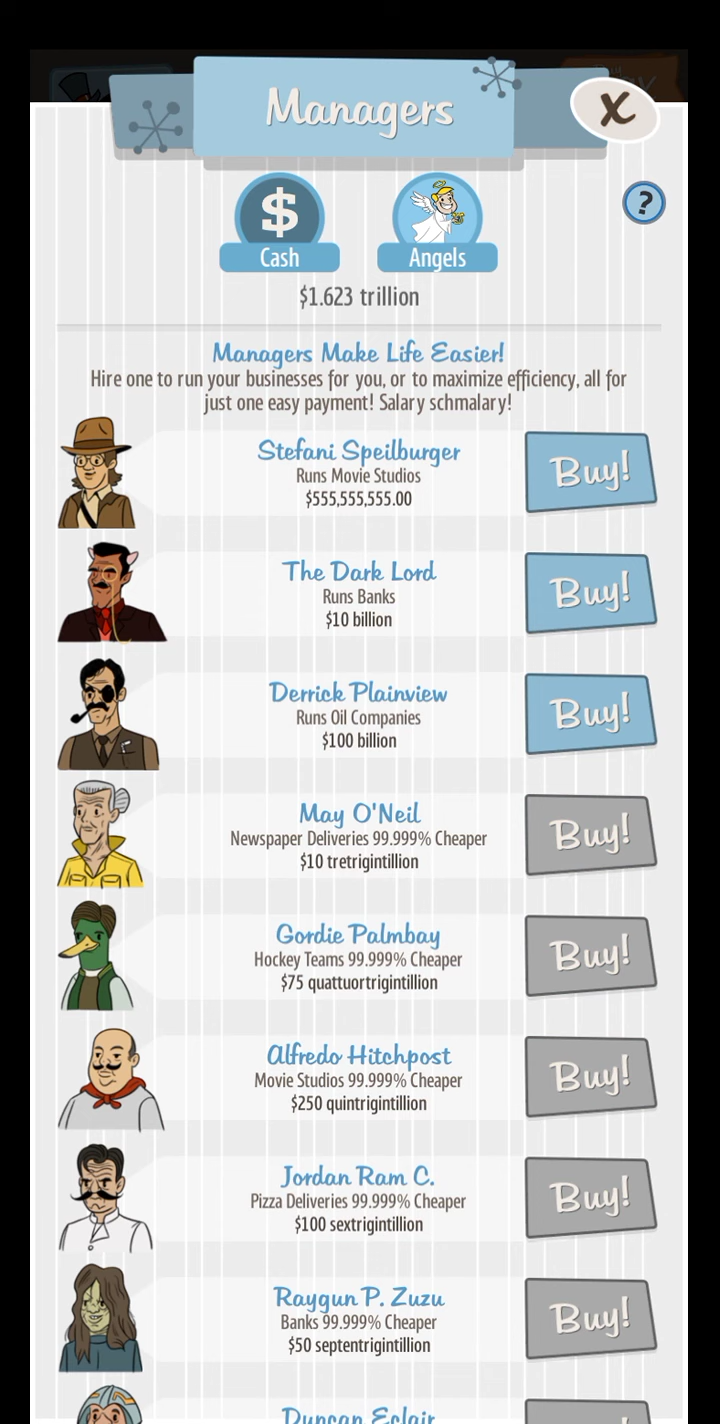 Managers
X
$
?
Cash
Angels
$1.623 trillion
Managers Make Life Easier!
Hire one to run your businesses for you, or to maximize efficiency, all for
just one easy payment! Salary schmalary!
Stefani Speilburger
Runs Movie Studios
$555,555,555.00
Buy!
The Dark Lord
Runs Banks
$10 billion
Buy!
Derrick Plainview
Runs Oil Companies
$100 billion
Buy!
May O'Neil
Newspaper Deliveries 99.999% Cheaper
$10 tretrigintillion
Buy!
Gordie Palmbay
Hockey Teams 99.999% Cheaper
$75 quattuortrigintillion
Buy!
Alfredo Hitchpost
Movie Studios 99.999% Cheaper
$250 quintrigintillion
Buy!
Jordan Ram C.
Pizza Deliveries 99.999% Cheaper
$100 sextrigintillion
Buy!
Raygun P. Zuzu
Banks 99.999% Cheaper
$50 septentrigintillion
Buy!
Duncan Eclair